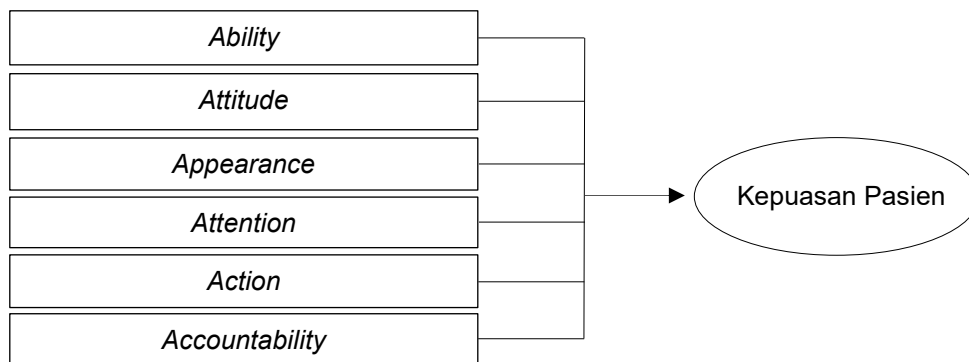 Ability
Attitude
Appearance
Attention
Action
Accountability
Kepuasan Pasien